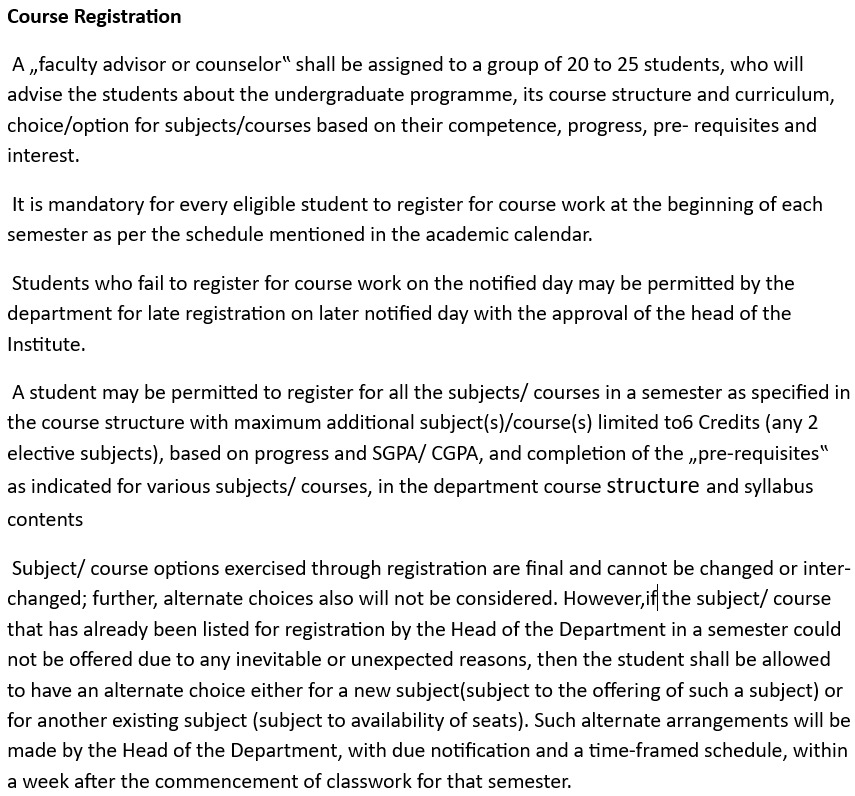 Course Registration
A „faculty advisor or counselor‟ shall be assigned to a group of 20 to 25 students, who will
advise the students about the undergraduate programme, its course structure and curriculum,
choice/option for subjects/courses based on their competence, progress, pre- requisites and
interest.
It is mandatory for every eligible student to register for course work at the beginning of each
semester as per the schedule mentioned in the academic calendar.
Students who fail to register for course work on the notified day may be permitted by the
department for late registration on later notified day with the approval of the head of the
Institute.
A student may be permitted to register for all the subjects/ courses in a semester as specified in
the course structure with maximum additional subject(s)/course(s) limited to6 Credits (any 2
elective subjects), based on progress and SGPA/ CGPA, and completion of the „pre-requisites‟
as indicated for various subjects/ courses, in the department course structure and syllabus
contents
Subject/ course options exercised through registration are final and cannot be changed or inter-
changed; further, alternate choices also will not be considered. However,if the subject/ course
that has already been listed for registration by the Head of the Department in a semester could
not be offered due to any inevitable or unexpected reasons, then the student shall be allowed
to have an alternate choice either for a new subject(subject to the offering of such a subject) or
for another existing subject (subject to availability of seats). Such alternate arrangements will be
made by the Head of the Department, with due notification and a time-framed schedule, within
a week after the commencement of classwork for that semester.